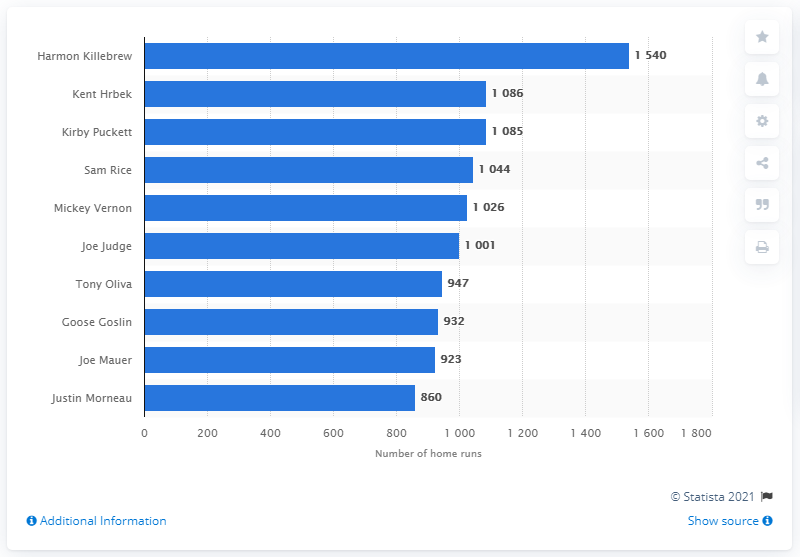 Harmon Killebrew 1 540
Kent Hrbek 1 086
Kirby Puckett 1 085
Sam Rice 1 044
Mickey Vernon 1 026
Joe Judge 1 001
Tony Oliva 947
Goose Goslin 932
Joe Mauer 923
Justin Morneau 860
0 200 400 600 800 1 000 1 200 1 400 1 600 1 800
Number of home runs
© Statista 2021
Additional Information Show source